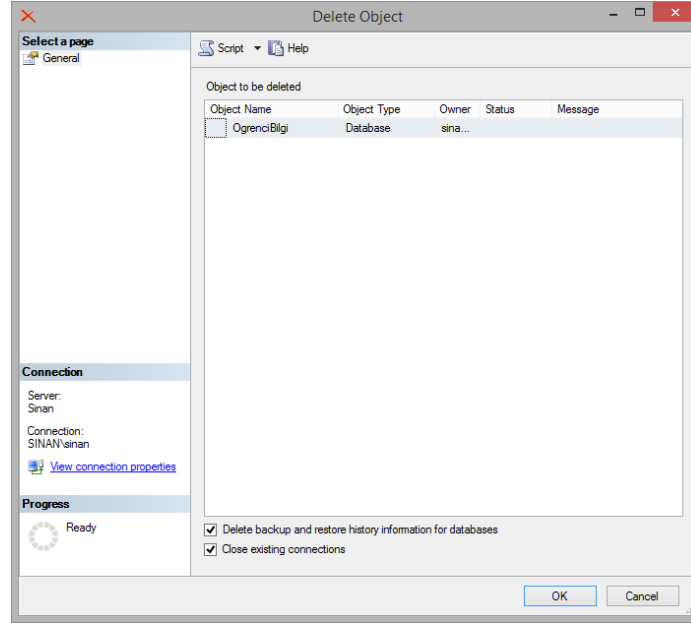 Delete Object
Select a page
General
Script Help
Object to be deleted
Object Name Object Type Owner Status Message
OgrenciBilgi Database sina...
Connection
Server:
Sinan
Connection:
SINAN\sinan
View connection properties
Progress
Ready
Delete backup and restore history information for databases
Close existing connections
OK Cancel